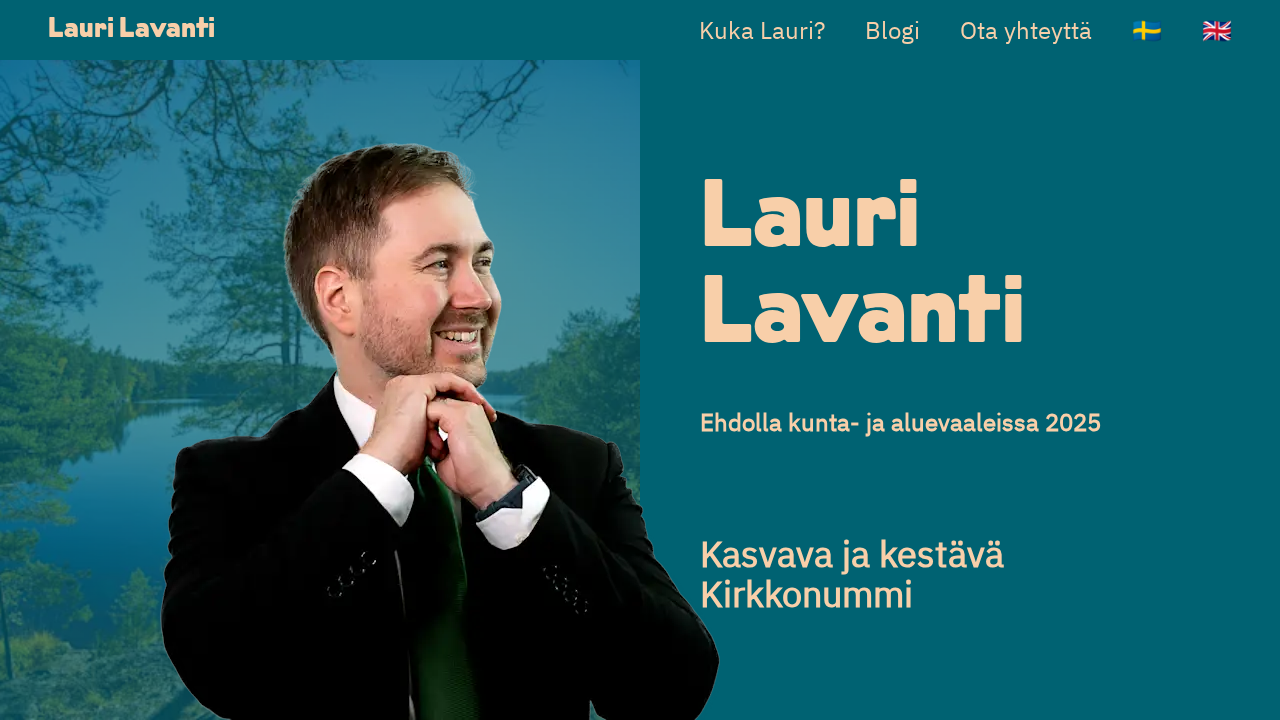 Lauri Lavanti
Kuka Lauri?
Blogi
Ota yhteyttä
Lauri
Lavanti
Ehdolla kunta- ja aluevaaleissa 2025
Kasvava ja kestävä
Kirkkonummi